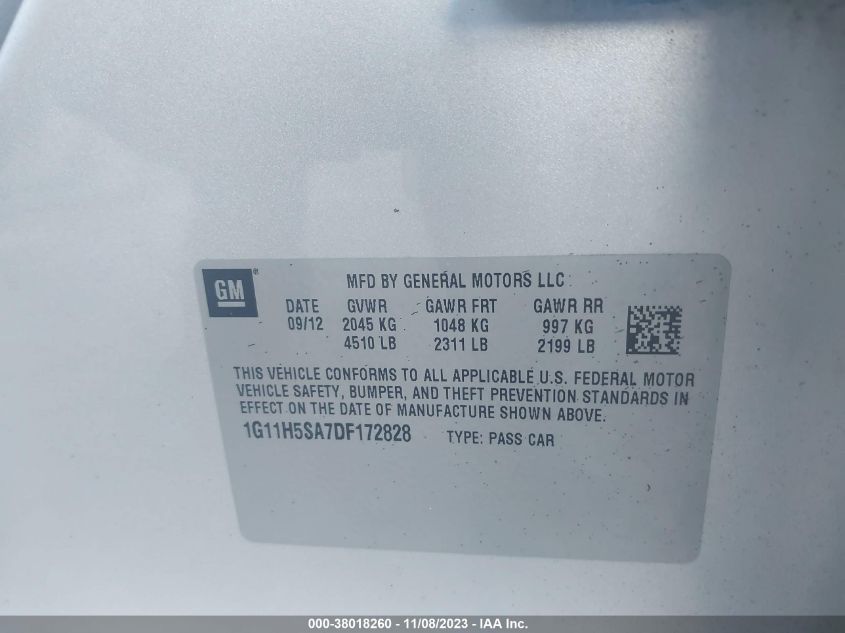 GM®
MFD BY GENERAL MOTORS LLC
DATE GVWR GAWR FRT GAWR RR
09/12 2045 KG 1048 KG 997 KG
4510 LB 2311 LB 2199 LB
THIS VEHICLE CONFORMS TO ALL APPLICABLE U.S. FEDERAL MOTOR
VEHICLE SAFETY, BUMPER, AND THEFT PREVENTION STANDARDS IN
EFFECT ON THE DATE OF MANUFACTURE SHOWN ABOVE.
1G11H5SA7DF172828 TYPE: PASS CAR
000-38018260 - 11/08/2023 - IAA Inc.